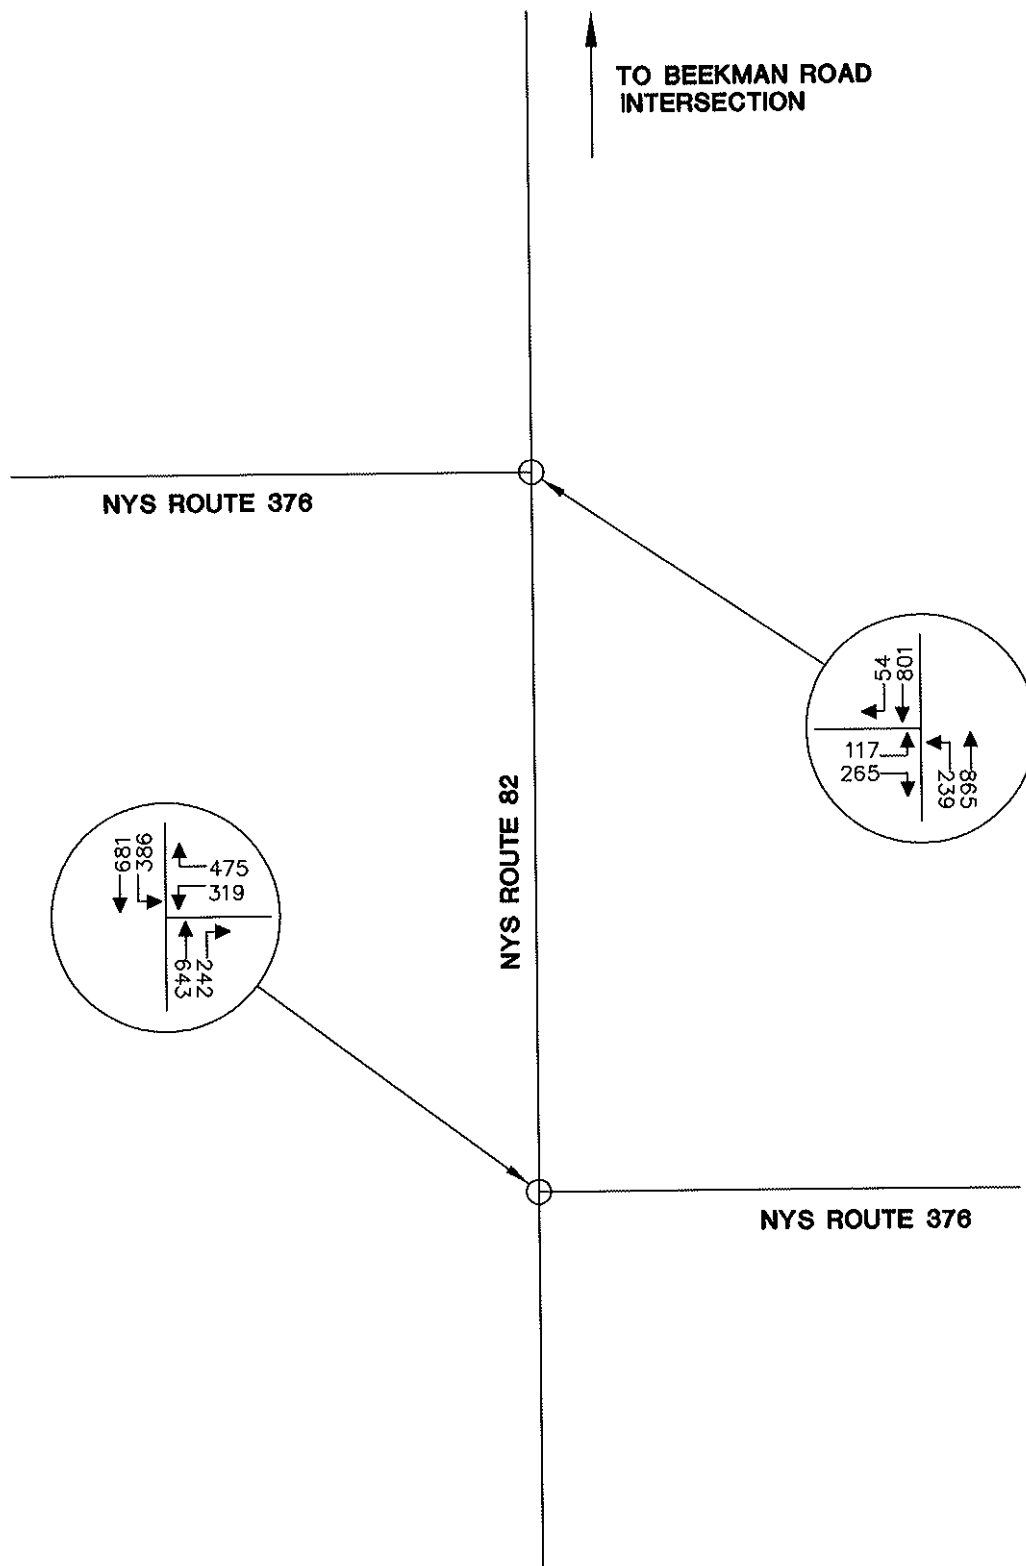 TO BEEKMAN ROAD
INTERSECTION
NYS ROUTE 376
54
801
117
265
239
865
NYS ROUTE 82
681
386
475
319
643
242
NYS ROUTE 376